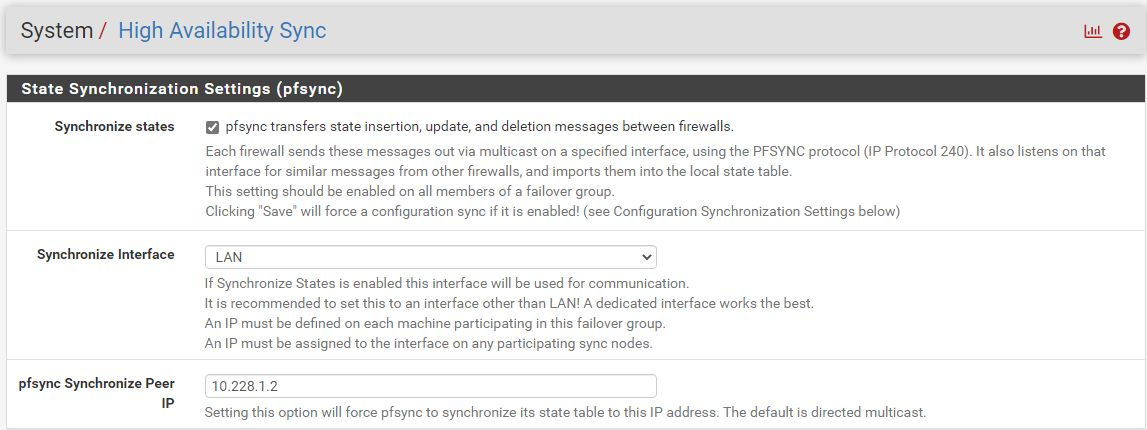 System / High Availability Sync
State Synchronization Settings (pfsync)
Synchronize states
pfsync transfers state insertion, update, and deletion messages between firewalls.
Each firewall sends these messages out via multicast on a specified interface, using the PFSYNC protocol (IP Protocol 240). It also listens on that
interface for similar messages from other firewalls, and imports them into the local state table.
This setting should be enabled on all members of a failover group.
Clicking "Save" will force a configuration sync if it is enabled! (see Configuration Synchronization Settings below)
Synchronize Interface
LAN
If Synchronize States is enabled this interface will be used for communication.
It is recommended to set this to an interface other than LAN! A dedicated interface works the best.
An IP must be defined on each machine participating in this failover group.
An IP must be assigned to the interface on any participating sync nodes.
pfsync Synchronize Peer
IP
10.228.1.2
Setting this option will force pfsync to synchronize its state table to this IP address. The default is directed multicast.